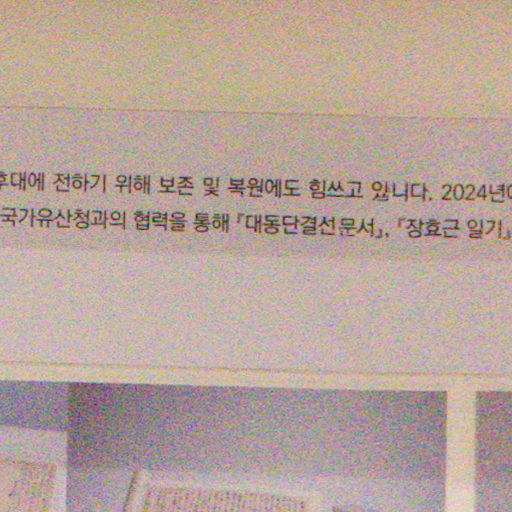 후대에 전하기 위해 보존 및 복원에도 힘쓰고 있습니다. 2024년
국가유산청과의 협력을 통해 『대동단결선문서』, 『장효근 일기』